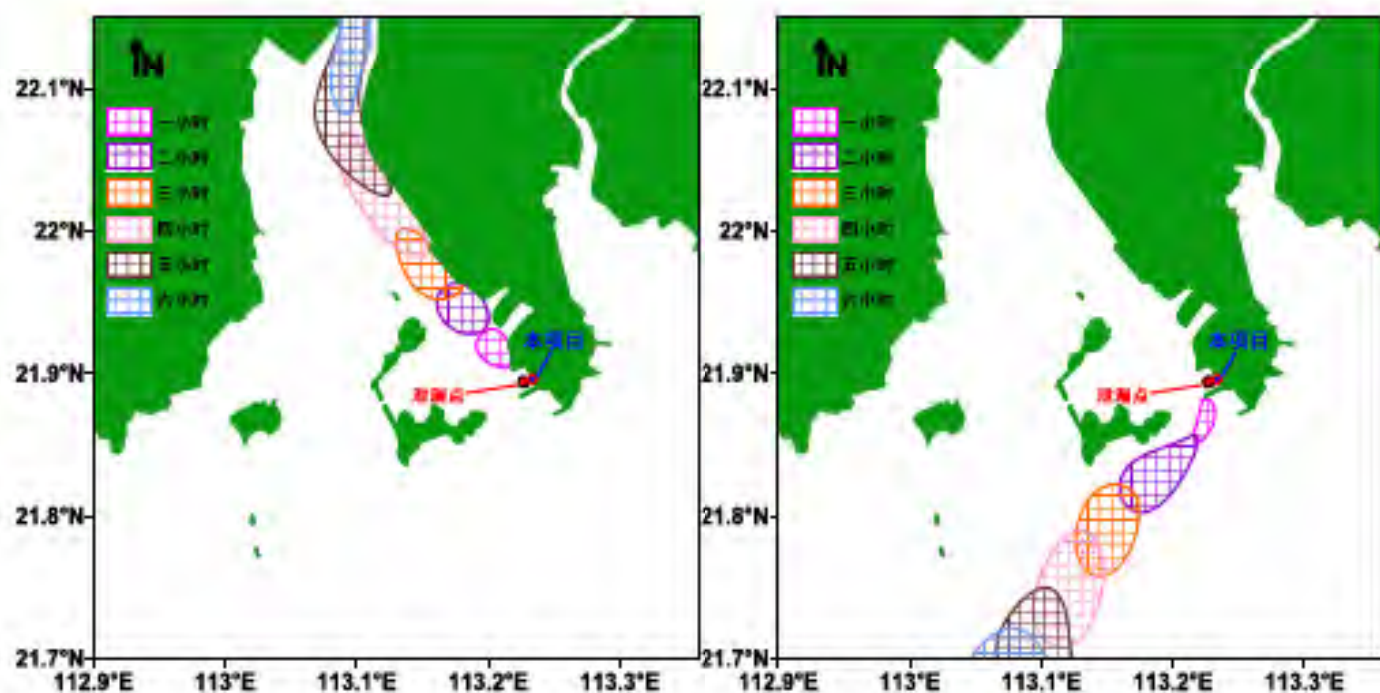 N
22.1°N
一小时
二小时
三小时
四小时
五小时
六小时
22°N
本项目
21.9°N
溢漏点
21.8°N
21.7°N
112.9°E 113°E 113.1°E 113.2°E 113.3°E
N
22.1°N
一小时
二小时
三小时
四小时
五小时
六小时
22°N
本项目
21.9°N
溢漏点
21.8°N
21.7°N
112.9°E 113°E 113.1°E 113.2°E 113.3°E